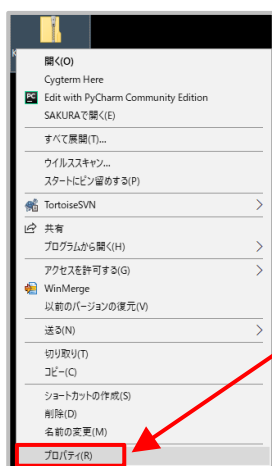 開く(O)
Cygterm Here
Edit with PyCharm Community Edition
SAKURAで開く(E)
すべて展開(T)...
ウイルススキャン...
スタートにピン留めする(P)
TortoiseSVN
共有
プログラムから開く(H)
アクセスを許可する(G)
WinMerge
以前のバージョンの復元(V)
送る(N)
切り取り(T)
コピー(C)
ショートカットの作成(S)
削除(D)
名前の変更(M)
プロパティ(R)